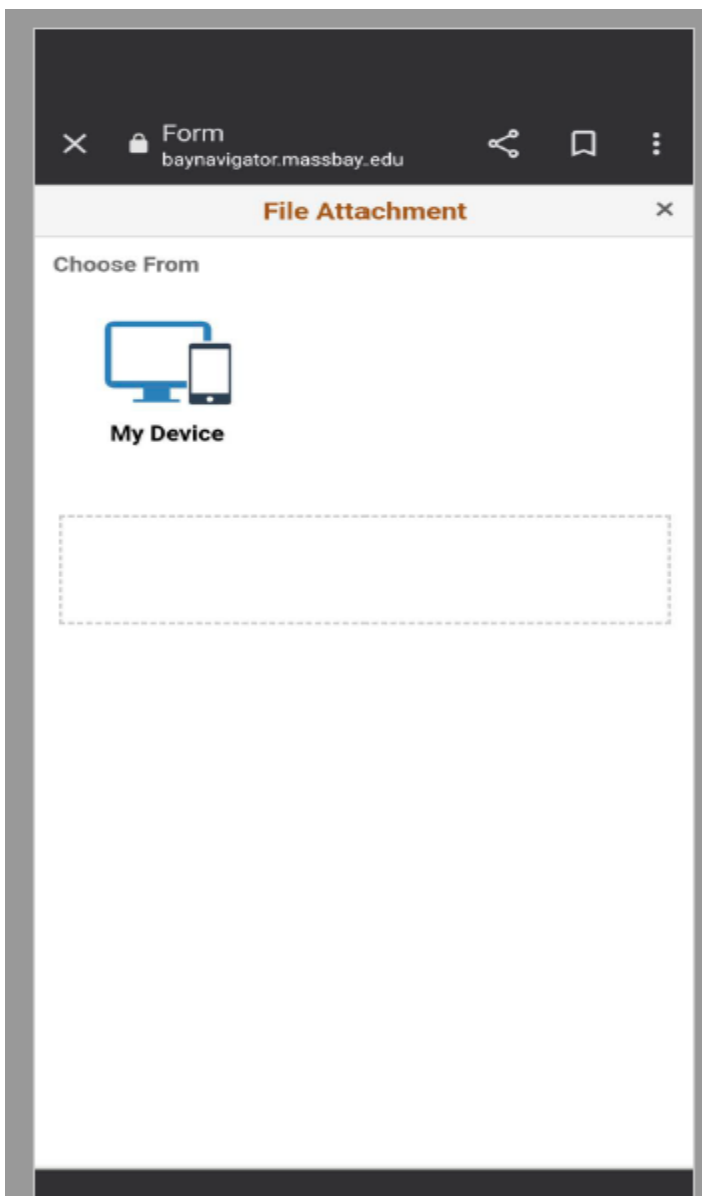 Form
baynavigator.massbay.edu
File Attachment
Choose From
My Device